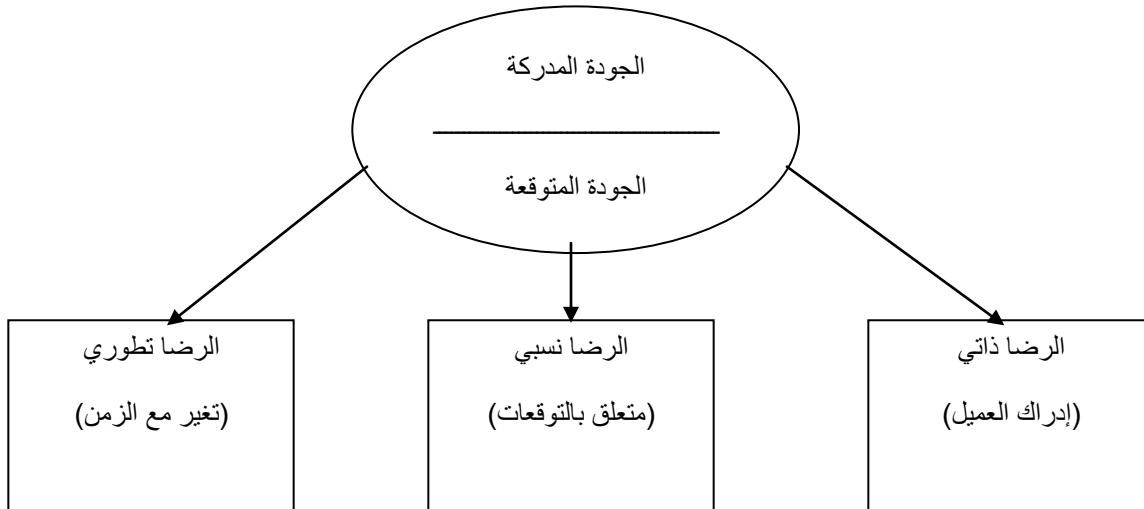 الجودة المدركة
الجودة المتوقعة
الرضا ذاتي
(إدراك العميل)
الرضا نسبي
(متعلق بالتوقعات)
الرضا تطوري
(تغير مع الزمن)